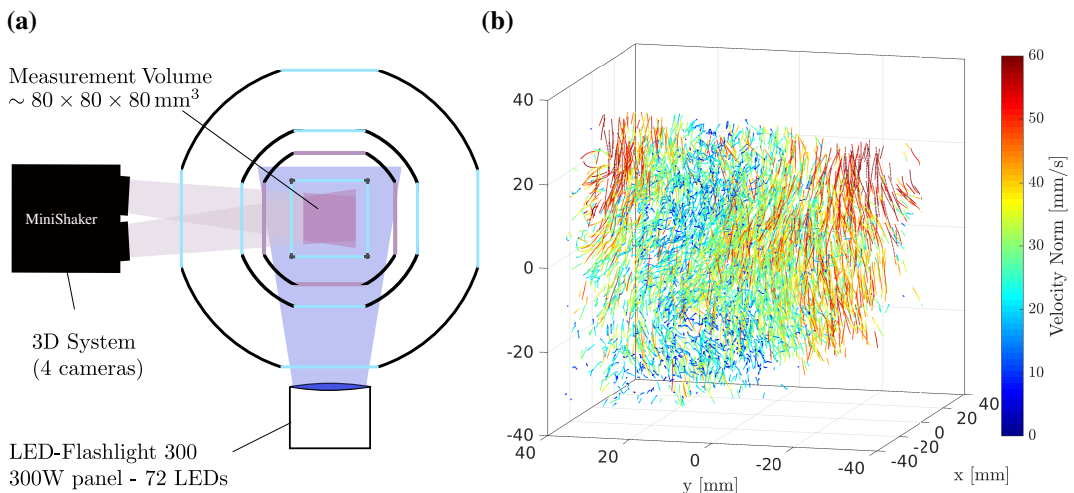 (a)
Measurement Volume
∼ 80 × 80 × 80 mm³
MiniShaker
3D System
(4 cameras)
LED-Flashlight 300
300W panel - 72 LEDs
(b)
40
20
0
-20
-40
40
20
0
-20
-40
y [mm]
-40
-20
0
20
40
x [mm]
60
50
40
30
20
10
0
Velocity Norm [mm/s]